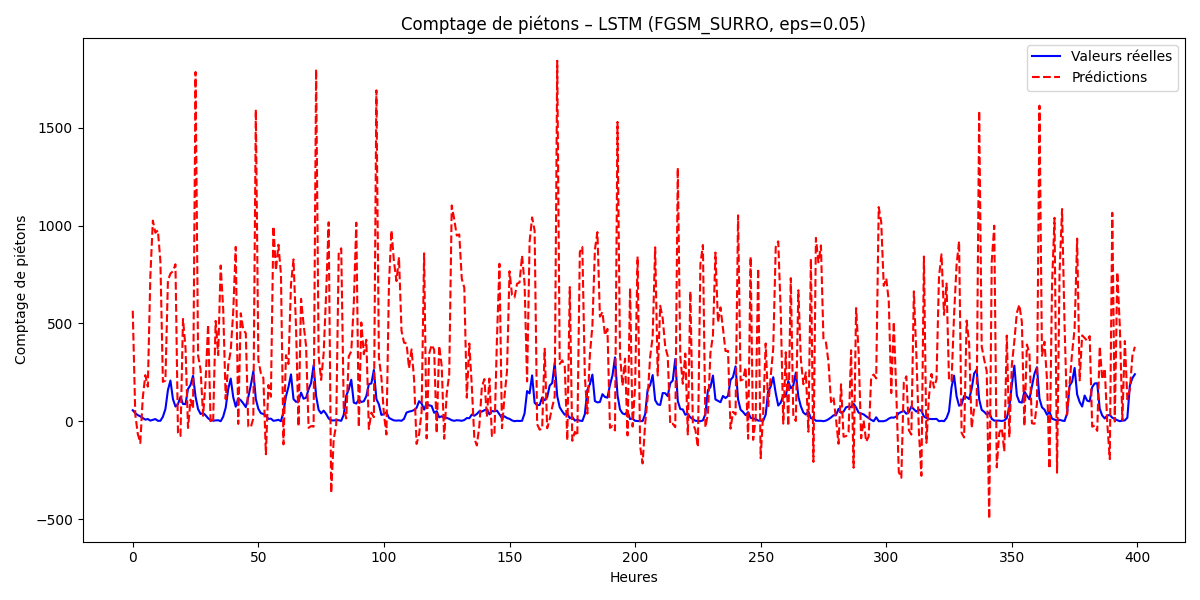 Comptage de piétons – LSTM (FGSM_SURRO, eps=0.05)
Valeurs réelles
Prédictions
Comptage de piétons
1500
1000
500
0
−500
0 50 100 150 200 250 300 350 400
Heures